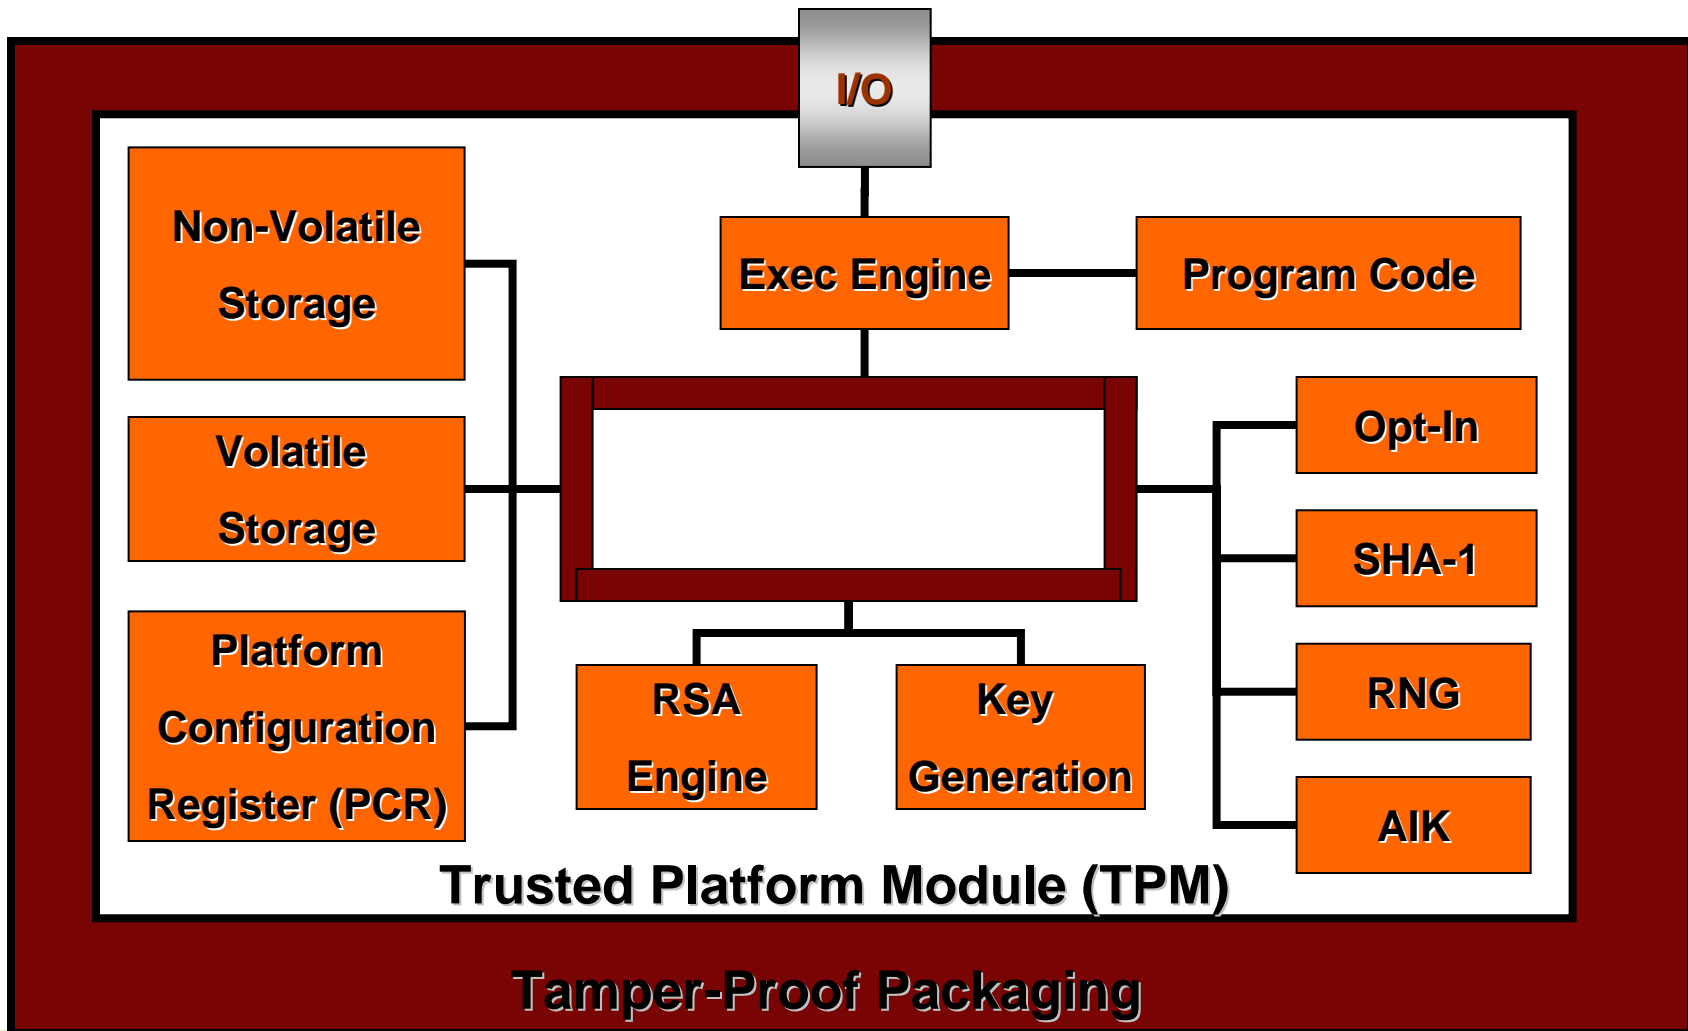 I/O
Non-Volatile
Storage
Exec Engine
Program Code
Volatile
Storage
Opt-In
SHA-1
Platform
Configuration
Register (PCR)
RSA
Engine
Key
Generation
RNG
AIK
Trusted Platform Module (TPM)
Tamper-Proof Packaging